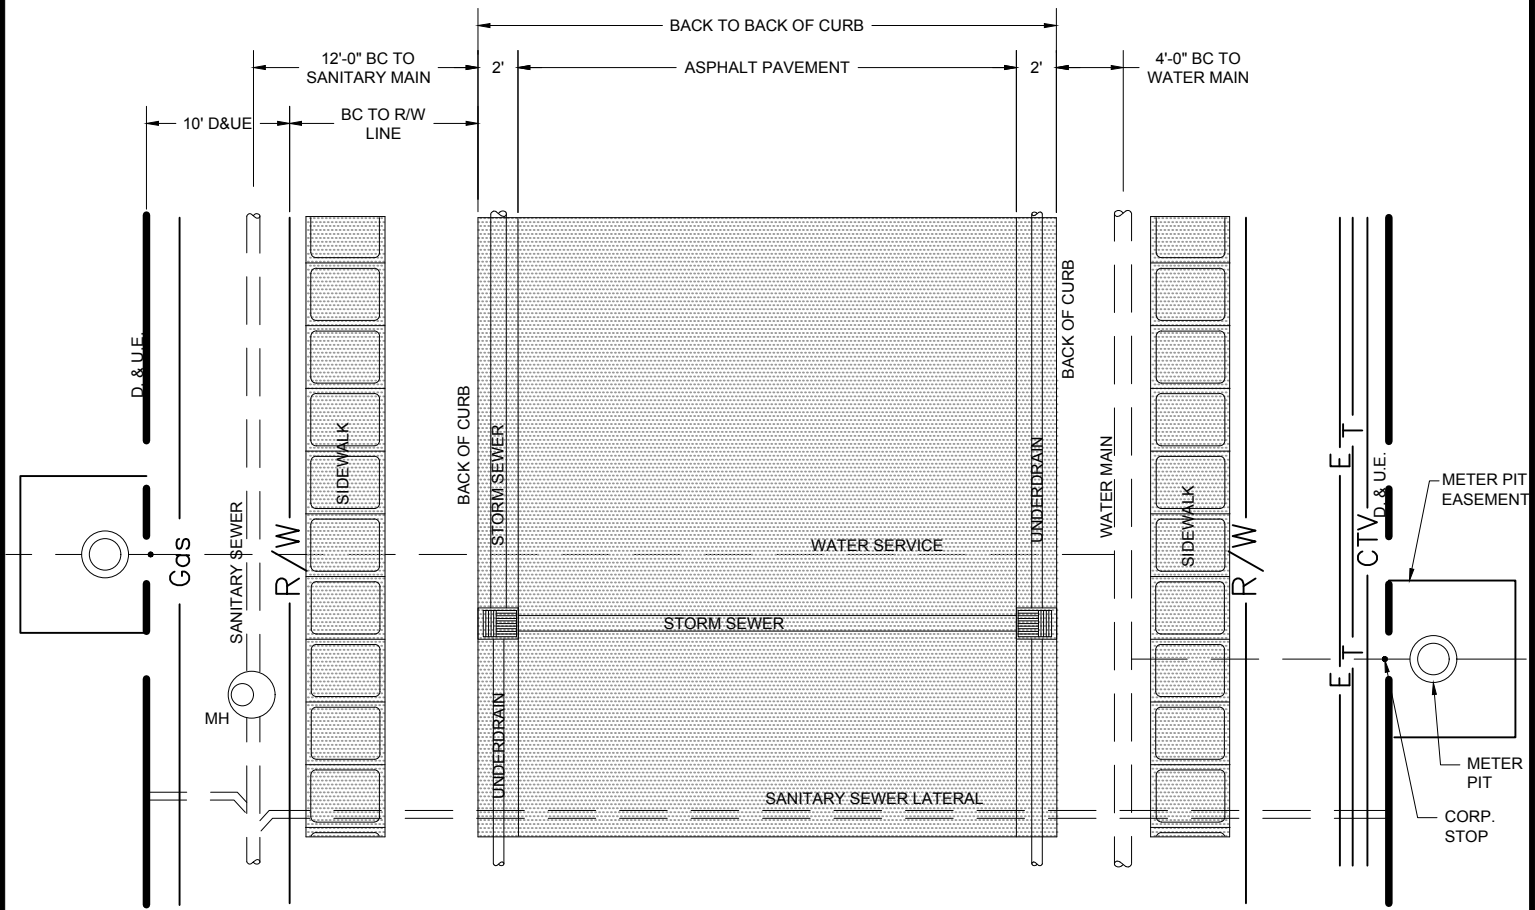 BACK TO BACK OF CURB
12'-0" BC TO
SANITARY MAIN
2'
ASPHALT PAVEMENT
2'
4'-0" BC TO
WATER MAIN
10' D&UE
BC TO R/W
LINE
D. & U.E.
Gas
SANITARY SEWER
R/W
SIDEWALK
BACK OF CURB
STORM SEWER
BACK OF CURB
UNDERDRAIN
WATER MAIN
SIDEWALK
R/W
E
T
CTV
D. & U.E.
METER PIT
EASEMENT
WATER SERVICE
STORM SEWER
E
T
MH
UNDERDRAIN
SANITARY SEWER LATERAL
METER
PIT
CORP.
STOP